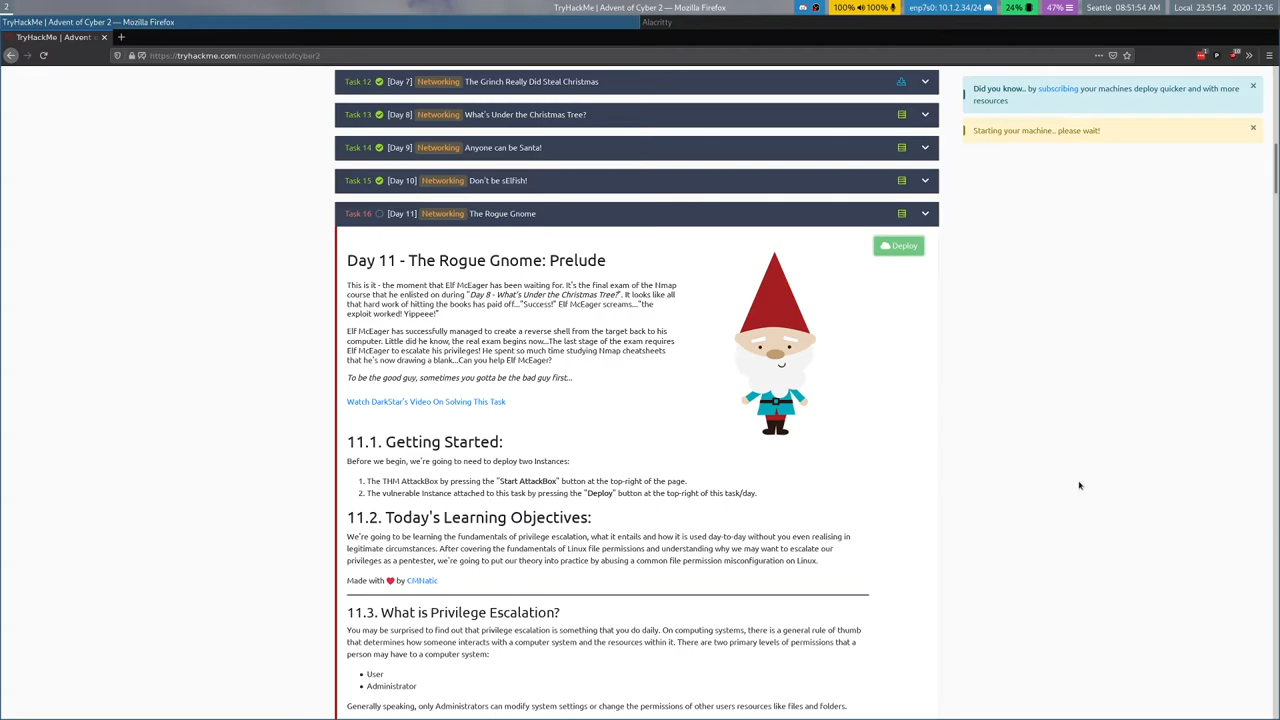 2
TryHackMe | Advent of Cyber 2 — Mozilla Firefox
100% 100%
enp7s0: 10.1.2.34/24
24%
47%
Seattle 08:51:54 AM
Local 23:51:54
2020-12-16
TryHackMe | Advent of Cyber 2 — Mozilla Firefox
Alacritty
TryHackMe | Advent
https://tryhackme.com/room/adventofcyber2
Task 12 [Day 7] Networking The Grinch Really Did Steal Christmas
Task 13 [Day 8] Networking What's Under the Christmas Tree?
Task 14 [Day 9] Networking Anyone can be Santa!
Task 15 [Day 10] Networking Don't be sElfish!
Task 16 [Day 11] Networking The Rogue Gnome
Did you know.. by subscribing your machines deploy quicker and with more
resources
Starting your machine.. please wait!
Deploy
Day 11 - The Rogue Gnome: Prelude
This is it - the moment that Elf McEager has been waiting for. It's the final exam of the Nmap
course that he enlisted on during "Day 8 - What's Under the Christmas Tree?". It looks like all
that hard work of hitting the books has paid off..."Success!" Elf McEager screams..."the
exploit worked! Yippeee!"
Elf McEager has successfully managed to create a reverse shell from the target back to his
computer. Little did he know, the real exam begins now...The last stage of the exam requires
Elf McEager to escalate his privileges! He spent so much time studying Nmap cheatsheets
that he's now drawing a blank...Can you help Elf McEager?
To be the good guy, sometimes you gotta be the bad guy first...
Watch DarkStar's Video On Solving This Task
11.1. Getting Started:
Before we begin, we're going to need to deploy two Instances:
1. The THM AttackBox by pressing the "Start AttackBox" button at the top-right of the page.
2. The vulnerable Instance attached to this task by pressing the "Deploy" button at the top-right of this task/day.
11.2. Today's Learning Objectives:
We're going to be learning the fundamentals of privilege escalation, what it entails and how it is used day-to-day without you even realising in
legitimate circumstances. After covering the fundamentals of Linux file permissions and understanding why we may want to escalate our
privileges as a pentester, we're going to put our theory into practice by abusing a common file permission misconfiguration on Linux.
Made with ❤ by CMNatic
11.3. What is Privilege Escalation?
You may be surprised to find out that privilege escalation is something that you do daily. On computing systems, there is a general rule of thumb
that determines how someone interacts with a computer system and the resources within it. There are two primary levels of permissions that a
person may have to a computer system:
• User
• Administrator
Generally speaking, only Administrators can modify system settings or change the permissions of other users resources like files and folders.